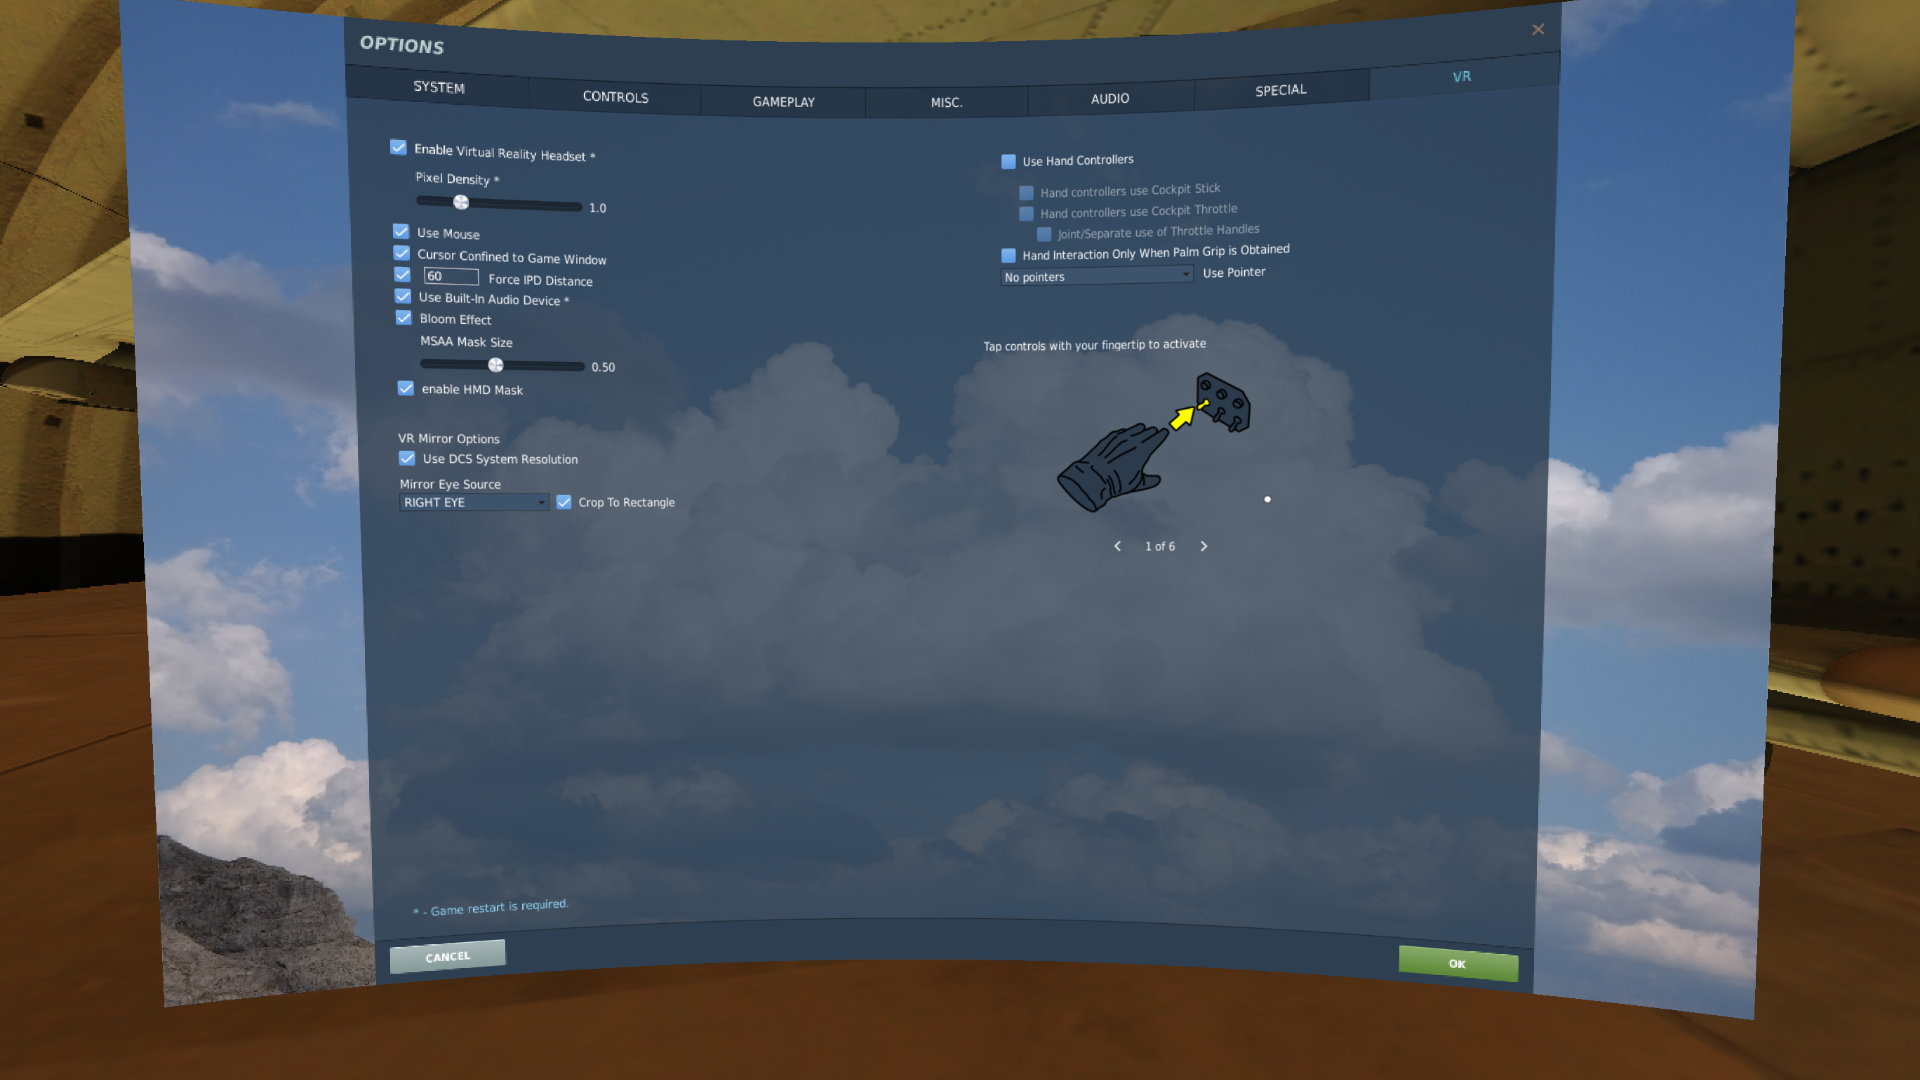 OPTIONS
SYSTEM
CONTROLS
GAMEPLAY
MISC.
AUDIO
SPECIAL
VR
Enable Virtual Reality Headset *
Pixel Density *
1.0
Use Mouse
Cursor Confined to Game Window
60 Force IPD Distance
Use Built-In Audio Device *
Bloom Effect
MSAA Mask Size
0.50
enable HMD Mask
VR Mirror Options
Use DCS System Resolution
Mirror Eye Source
RIGHT EYE Crop To Rectangle
Use Hand Controllers
Hand controllers use Cockpit Stick
Hand controllers use Cockpit Throttle
Joint/Separate use of Throttle Handles
Hand Interaction Only When Palm Grip is Obtained
No pointers Use Pointer
Tap controls with your fingertip to activate
1 of 6
* - Game restart is required.
CANCEL
OK